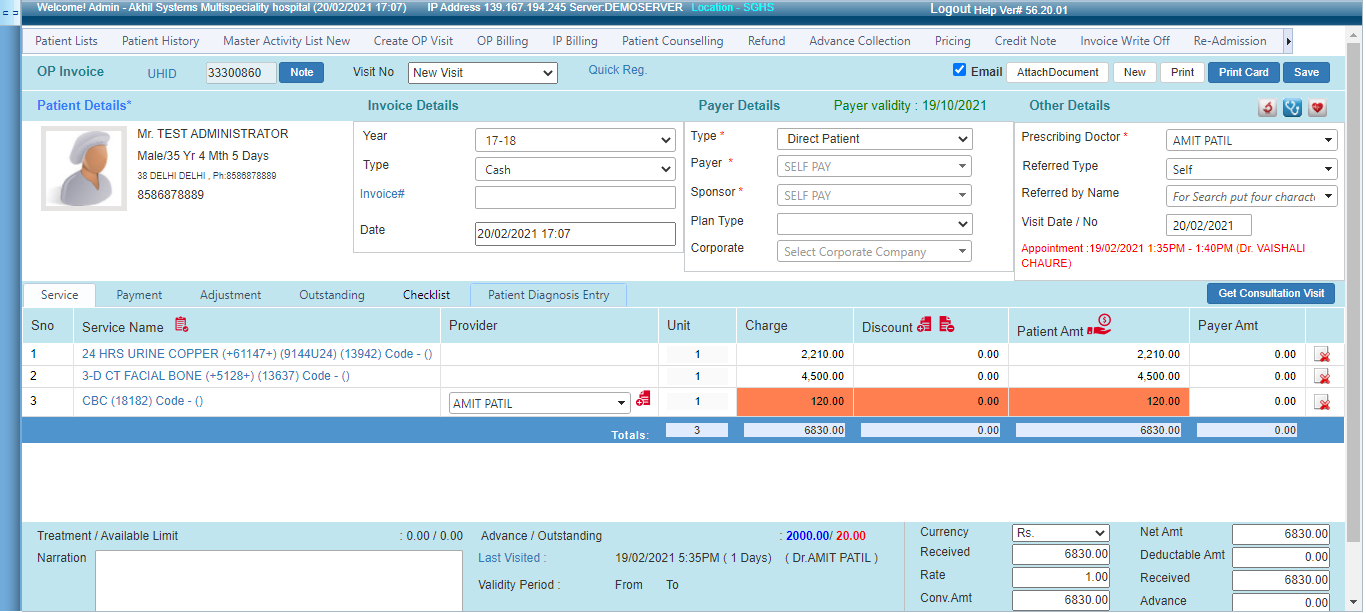 Welcome! Admin - Akhil Systems Multispeciality hospital (20/02/2021 17:07) IP Address 139.167.194.245 Server:DEMOSERVER Location - SGHS Logout Help Ver# 56.20.01
Patient Lists Patient History Master Activity List New Create OP Visit OP Billing IP Billing Patient Counselling Refund Advance Collection Pricing Credit Note Invoice Write Off Re-Admission
OP Invoice UHID 33300860 Note Visit No New Visit Quick Reg. Email AttachDocument New Print Print Card Save
Patient Details* Invoice Details Payer Details Payer validity : 19/10/2021 Other Details
Mr. TEST ADMINISTRATOR
Male/35 Yr 4 Mth 5 Days
38 DELHI DELHI , Ph:8586878889
8586878889
Year 17-18
Type Cash
Invoice#
Date 20/02/2021 17:07
Type * Direct Patient
Payer * SELF PAY
Sponsor * SELF PAY
Plan Type
Corporate Select Corporate Company
Prescribing Doctor * AMIT PATIL
Referred Type Self
Referred by Name For Search put four characte
Visit Date / No 20/02/2021
Appointment :19/02/2021 1:35PM - 1:40PM (Dr. VAISHALI
CHAURE)
Service Payment Adjustment Outstanding Checklist Patient Diagnosis Entry Get Consultation Visit
Sno Service Name Provider Unit Charge Discount Patient Amt Payer Amt
1 24 HRS URINE COPPER (+61147+) (9144U24) (13942) Code - () 1 2,210.00 0.00 2,210.00 0.00
2 3-D CT FACIAL BONE (+5128+) (13637) Code - () 1 4,500.00 0.00 4,500.00 0.00
3 CBC (18182) Code - () AMIT PATIL 1 120.00 0.00 120.00 0.00
Totals: 3 6830.00 0.00 6830.00 0.00
Treatment / Available Limit : 0.00 / 0.00
Narration
Advance / Outstanding : 2000.00/ 20.00
Last Visited : 19/02/2021 5:35PM ( 1 Days) ( Dr.AMIT PATIL )
Validity Period : From To
Currency Rs.
Received 6830.00
Rate 1.00
Conv.Amt 6830.00
Net Amt 6830.00
Deductable Amt 0.00
Received 6830.00
Advance 0.00